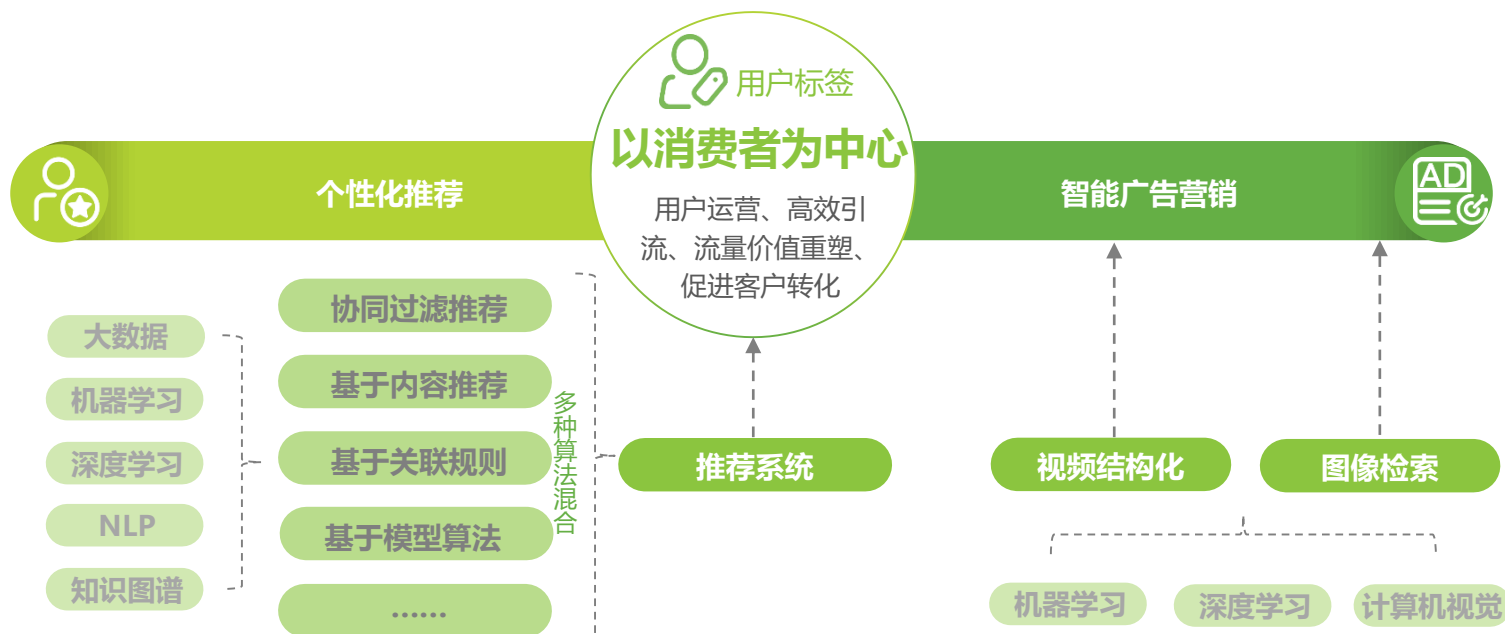 用户标签
以消费者为中心
用户运营、高效引
流、流量价值重塑、
促进客户转化
个性化推荐
智能广告营销
AD
大数据
机器学习
深度学习
NLP
知识图谱
协同过滤推荐
基于内容推荐
基于关联规则
基于模型算法
......
多种算法混合
推荐系统
视频结构化
图像检索
机器学习
深度学习
计算机视觉